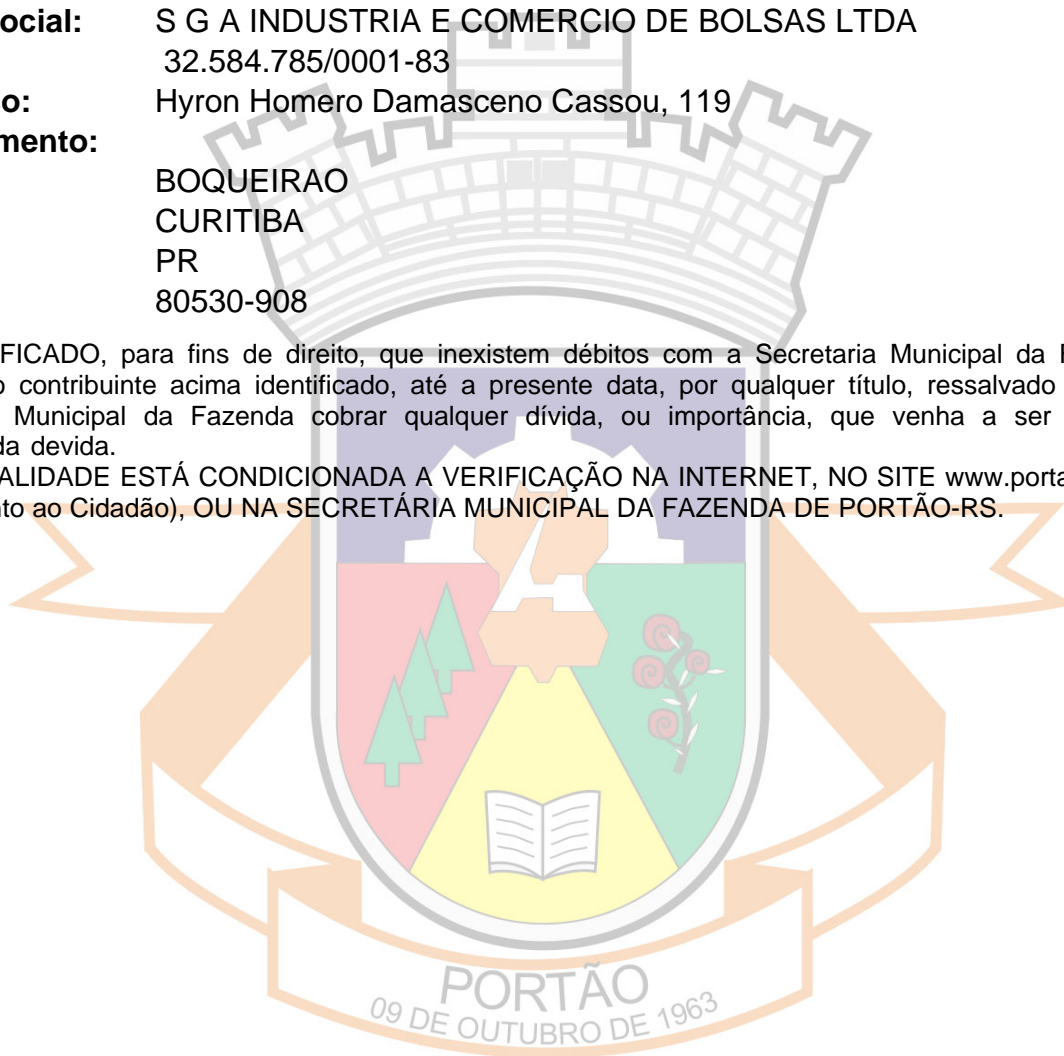 ocial: S G A INDUSTRIA E COMERCIO DE BOLSAS LTDA
32.584.785/0001-83
o: Hyron Homero Damasceno Cassou, 119
mento:
BOQUEIRAO
CURITIBA
PR
80530-908
FICADO, para fins de direito, que inexistem débitos com a Secretaria Municipal da
o contribuinte acima identificado, até a presente data, por qualquer título, ressalvado
Municipal da Fazenda cobrar qualquer dívida, ou importância, que venha a ser
da devida.
ALIDADE ESTÁ CONDICIONADA A VERIFICAÇÃO NA INTERNET, NO SITE www.porta
nto ao Cidadão), OU NA SECRETÁRIA MUNICIPAL DA FAZENDA DE PORTÃO-RS.
PORTÃO
09 DE OUTUBRO DE 1963